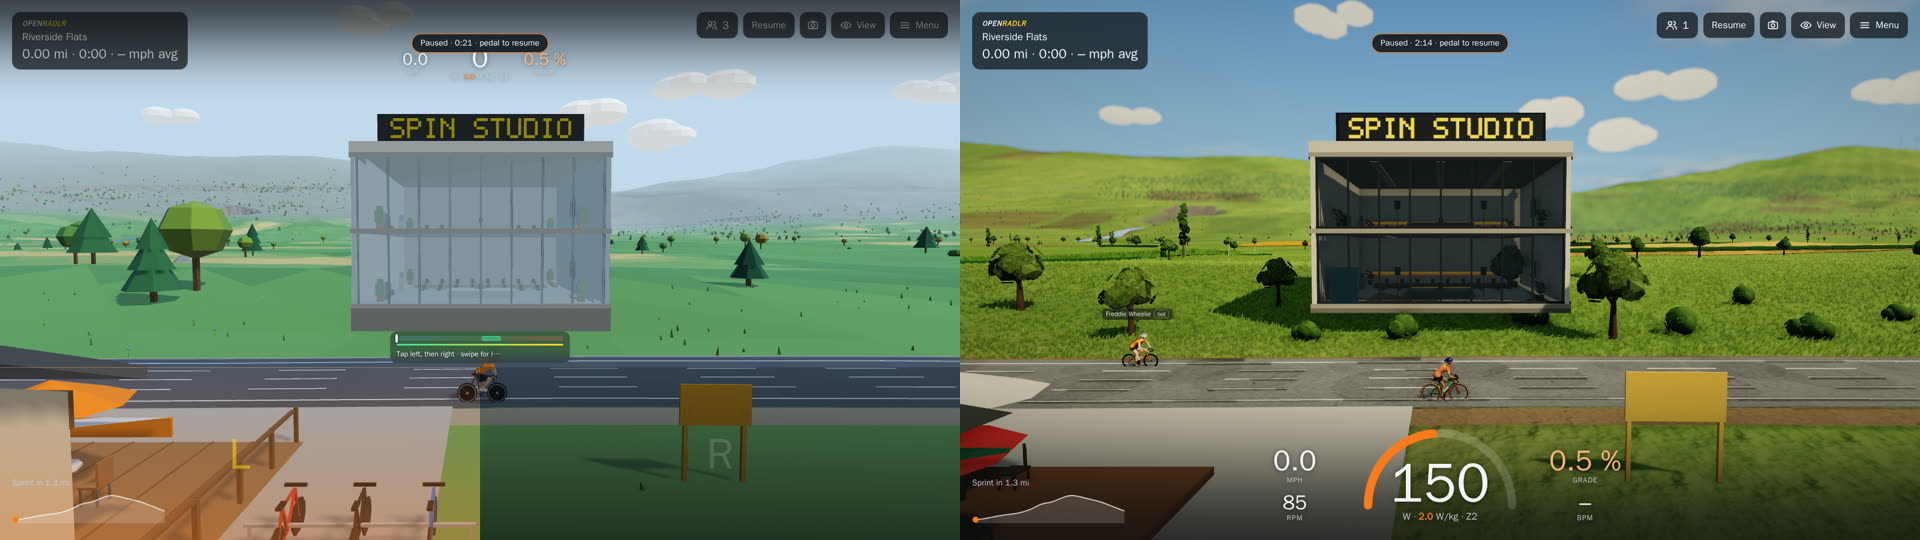 OPENRADLR
Riverside Flats
0.00 mi · 0:00 · – mph avg
3
Resume
View
Menu
Paused · 0:21 · pedal to resume
0.0
0
0.5 %
SPIN STUDIO
Tap left, then right · swipe for l···
L
R
Sprint in 1.3 mi
OPENRADLR
Riverside Flats
0.00 mi · 0:00 · – mph avg
1
Resume
View
Menu
Paused · 2:14 · pedal to resume
SPIN STUDIO
Freddie Wheelie bot
Sprint in 1.3 mi
0.0
MPH
85
RPM
150
W · 2.0 W/kg · Z2
0.5 %
GRADE
–
BPM